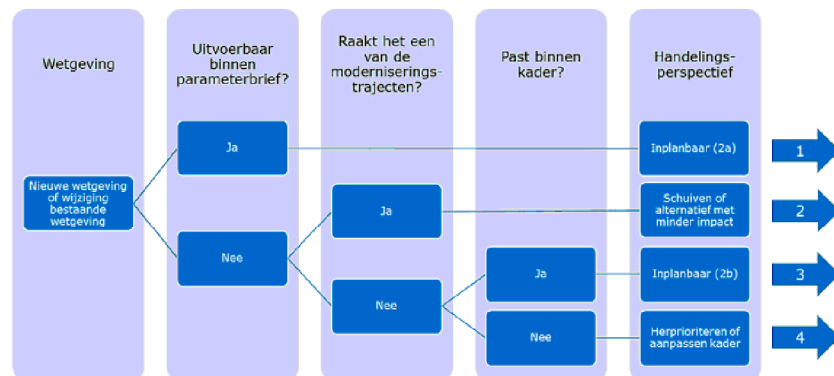 Wetgeving
Uitvoerbaar
binnen
parameterbrief?
Raakt het een
van de
moderniserings-
trajecten?
Past binnen
kader?
Handelings-
perspectief
Nieuwe wetgeving
of wijziging
bestaande
wetgeving
Ja
Inplanbaar (2a)
1
Ja
Schuiven of
alternatief met
minder impact
2
Nee
Ja
Inplanbaar (2b)
3
Nee
Nee
Herprioriteren of
aanpassen kader
4